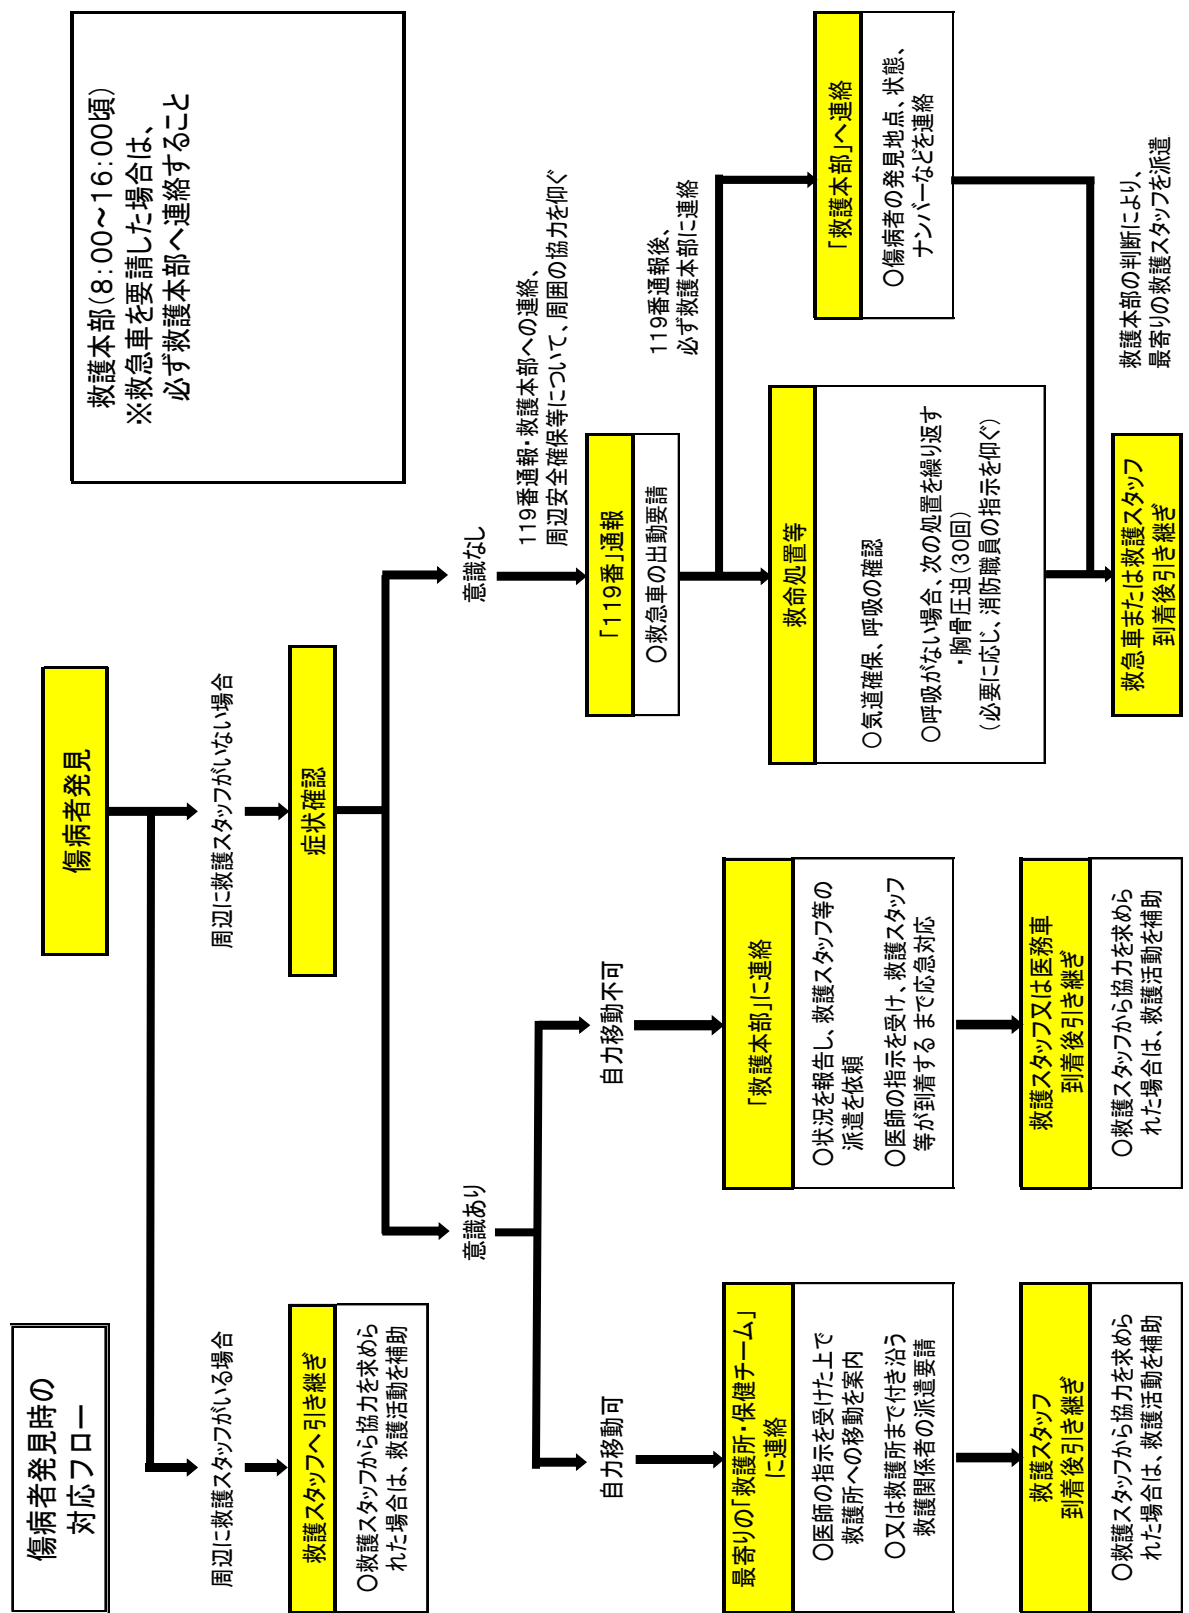 傷病者発見時の
対応フロー
傷病者発見
救護本部(8:00~16:00頃)
※救急車を要請した場合は、
必ず救護本部へ連絡すること
周辺に救護スタッフがいる場合
周辺に救護スタッフがいない場合
救護スタッフへ引き継ぎ
〇救護スタッフから協力を求めら
れた場合は、救護活動を補助
症状確認
意識あり
意識なし
119番通報・救護本部への連絡、
周辺安全確保等について、周囲の協力を仰ぐ
自力移動可
自力移動不可
「119番」通報
〇救急車の出動要請
119番通報後、
必ず救護本部に連絡
最寄りの「救護所・保健チーム」
に連絡
〇医師の指示を受けた上で
救護所への移動を案内
〇又は救護所まで付き沿う
救護関係者の派遣要請
「救護本部」に連絡
〇状況を報告し、救護スタッフ等の
派遣を依頼
〇医師の指示を受け、救護スタッフ
等が到着する まで応急対応
救命処置等
〇気道確保、呼吸の確認
〇呼吸がない場合、次の処置を繰り返す
・胸骨圧迫(30回)
(必要に応じ、消防職員の指示を仰ぐ)
「救護本部」へ連絡
〇傷病者の発見地点、状態、
ナンバーなどを連絡
救護スタッフ
到着後引き継ぎ
〇救護スタッフから協力を求めら
れた場合は、救護活動を補助
救護スタッフ又は医務車
到着後引き継ぎ
〇救護スタッフから協力を求めら
れた場合は、救護活動を補助
救急車または救護スタッフ
到着後引き継ぎ
救護本部の判断により、
最寄りの救護スタッフを派遣